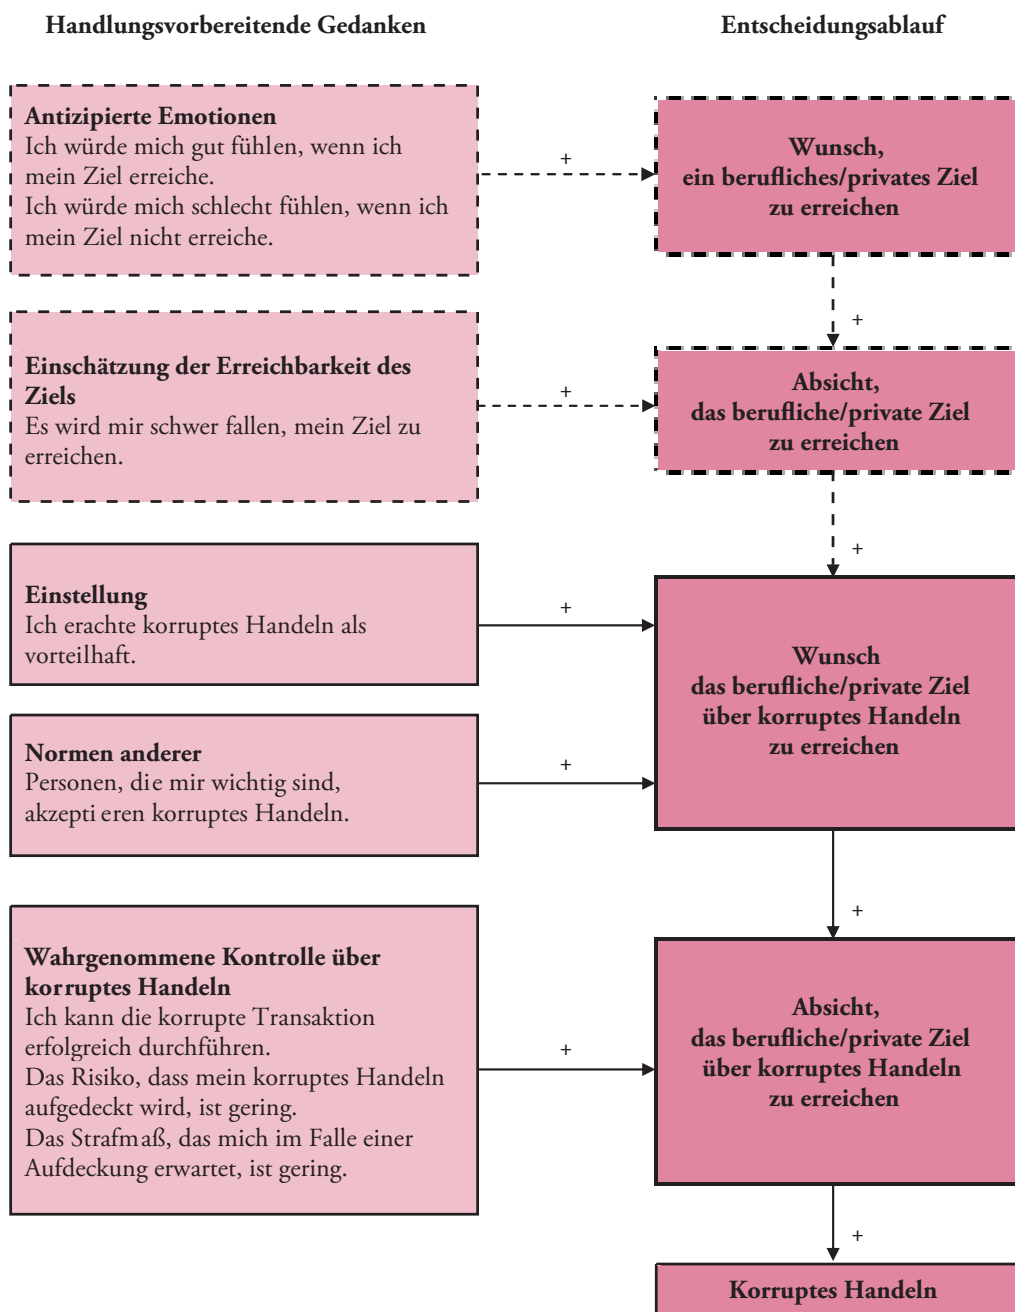 Handlungsvorbereitende Gedanken
Entscheidungsablauf
Antizipierte Emotionen
Ich würde mich gut fühlen, wenn ich
mein Ziel erreiche.
Ich würde mich schlecht fühlen, wenn ich
mein Ziel nicht erreiche.
+
Wunsch,
ein berufliches/privates Ziel
zu erreichen
+
Einschätzung der Erreichbarkeit des
Ziels
Es wird mir schwer fallen, mein Ziel zu
erreichen.
+
Absicht,
das berufliche/private Ziel
zu erreichen
+
Einstellung
Ich erachte korruptes Handeln als
vorteilhaft.
+
Normen anderer
Personen, die mir wichtig sind,
akzeptieren korruptes Handeln.
+
Wunsch
das berufliche/private Ziel
über korruptes Handeln
zu erreichen
+
Wahrgenommene Kontrolle über
korruptes Handeln
Ich kann die korrupte Transaktion
erfolgreich durchführen.
Das Risiko, dass mein korruptes Handeln
aufgedeckt wird, ist gering.
Das Strafmaß, das mich im Falle einer
Aufdeckung erwartet, ist gering.
+
Absicht,
das berufliche/private Ziel
über korruptes Handeln
zu erreichen
+
Korruptes Handeln